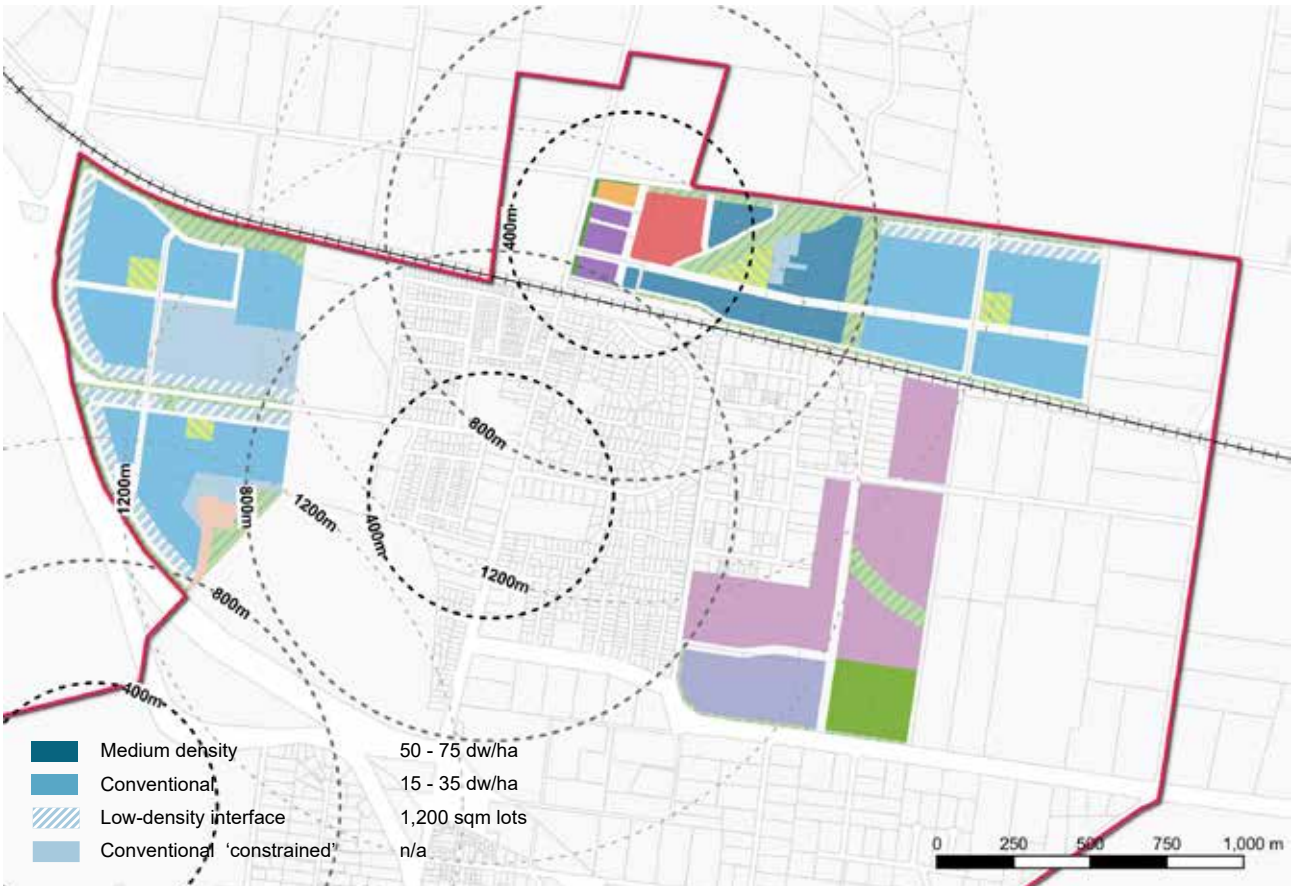 400m
800m
1200m
800m
1200m
400m
1200m
800m
400m
Medium density 50 - 75 dw/ha
Conventional 15 - 35 dw/ha
Low-density interface 1,200 sqm lots
Conventional 'constrained' n/a
0 250 500 750 1,000 m